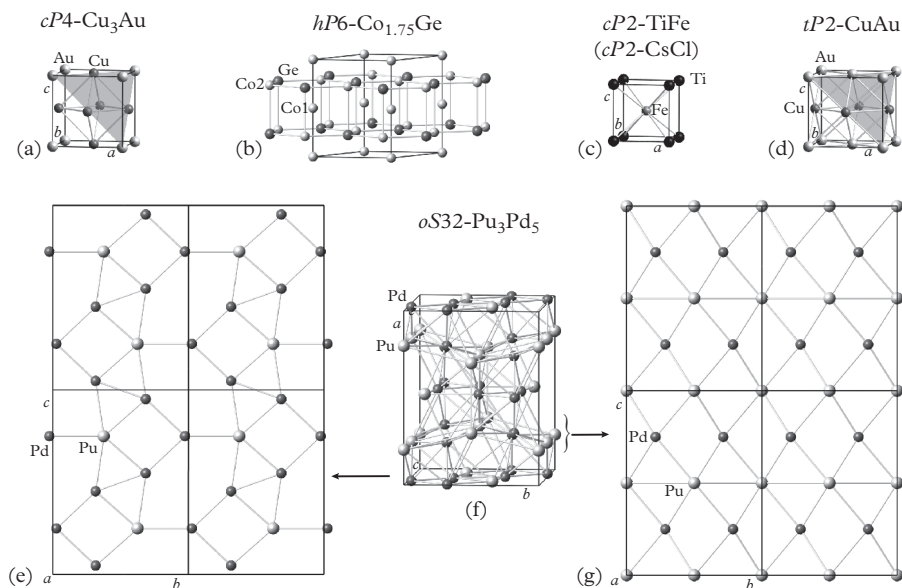 cP4-Cu₃Au
hP6-Co₁.₇₅Ge
cP2-TiFe
(cP2-CsCl)
tP2-CuAu
Au
Cu
c
b
a
(a)
Ge
Co2
Co1
(b)
Ti
c
Fe
b
a
(c)
Au
c
Cu
b
a
(d)
oS32-Pu₃Pd₅
c
Pd
Pu
a
b
(e)
Pd
c
a
Pu
c
b
(f)
c
Pd
Pu
a
b
(g)